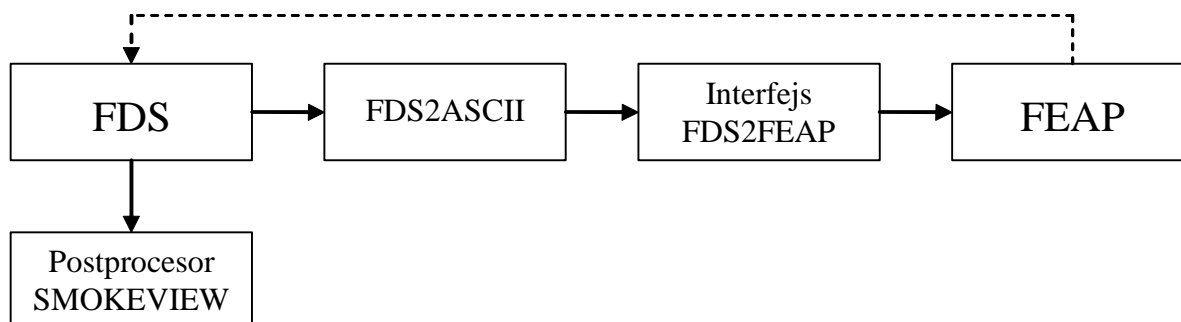 FDS
FDS2ASCII
Interfejs
FDS2FEAP
FEAP
Postprocesor
SMOKEVIEW